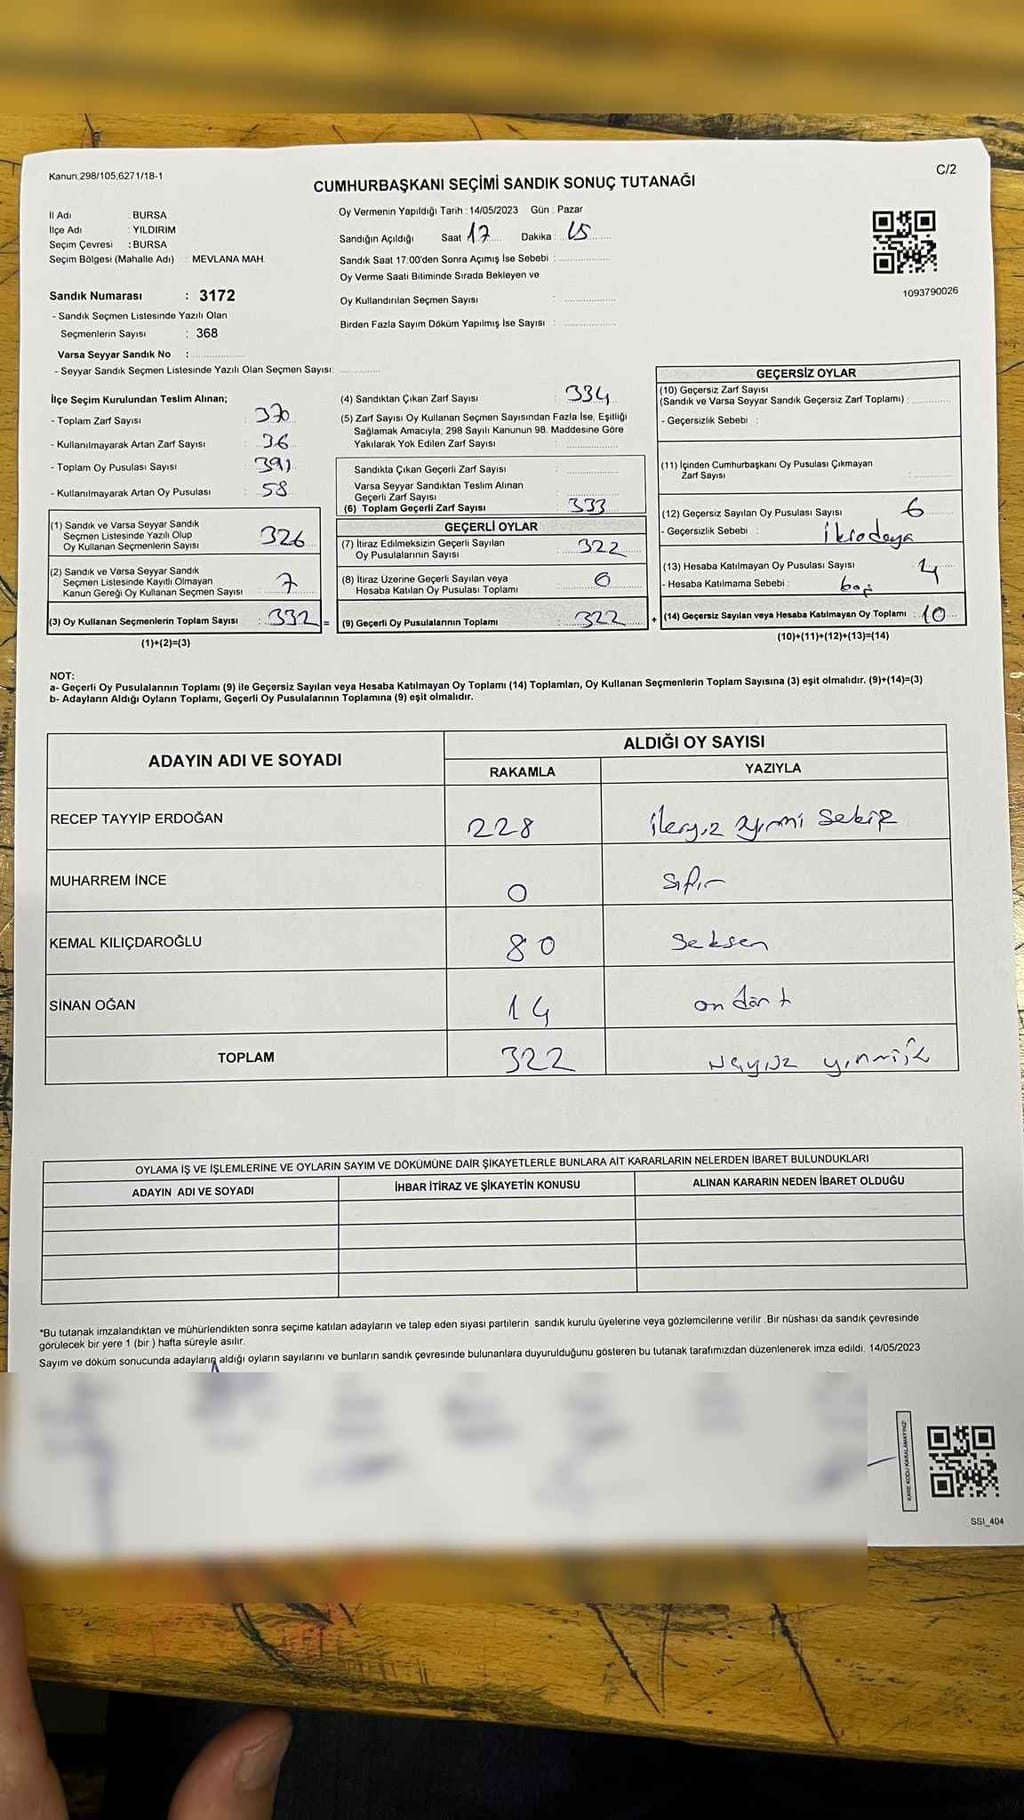 Kanun;298/105,6271/18-1
C/2
CUMHURBAŞKANI SEÇİMİ SANDIK SONUÇ TUTANAĞI
İl Adı : BURSA
İlçe Adı : YILDIRIM
Seçim Çevresi : BURSA
Seçim Bölgesi (Mahalle Adı) : MEVLANA MAH.
Sandık Numarası : 3172
- Sandık Seçmen Listesinde Yazılı Olan
Seçmenlerin Sayısı : 368
Varsa Seyyar Sandık No :
- Seyyar Sandık Seçmen Listesinde Yazılı Olan Seçmen Sayısı:
Oy Vermenin Yapıldığı Tarih : 14/05/2023 Gün : Pazar
Sandığın Açıldığı Saat 17 Dakika : 15
Sandık Saat 17:00'den Sonra Açımış İse Sebebi :
Oy Verme Saati Bitiminde Sırada Bekleyen ve
Oy Kullandırılan Seçmen Sayısı :
Birden Fazla Sayım Döküm Yapılmış İse Sayısı :
1093790026
İlçe Seçim Kurulundan Teslim Alınan;
- Toplam Zarf Sayısı : 370
- Kullanılmayarak Artan Zarf Sayısı : 36
- Toplam Oy Pusulası Sayısı : 391
- Kullanılmayarak Artan Oy Pusulası : 58
(1) Sandık ve Varsa Seyyar Sandık
Seçmen Listesinde Yazılı Olup
Oy Kullanan Seçmenlerin Sayısı : 326
(2) Sandık ve Varsa Seyyar Sandık
Seçmen Listesinde Kayıtlı Olmayan
Kanun Gereği Oy Kullanan Seçmen Sayısı : 7
(3) Oy Kullanan Seçmenlerin Toplam Sayısı : 332 =
(1)+(2)=(3)
(4) Sandıktan Çıkan Zarf Sayısı : 334
(5) Zarf Sayısı Oy Kullanan Seçmen Sayısından Fazla İse, Eşitliği
Sağlamak Amacıyla; 298 Sayılı Kanunun 98. Maddesine Göre
Yakılarak Yok Edilen Zarf Sayısı :
Sandıkta Çıkan Geçerli Zarf Sayısı :
Varsa Seyyar Sandıktan Teslim Alınan
Geçerli Zarf Sayısı :
(6) Toplam Geçerli Zarf Sayısı : 333
GEÇERLİ OYLAR
(7) İtiraz Edilmeksizin Geçerli Sayılan
Oy Pusulalarının Sayısı : 322
(8) İtiraz Üzerine Geçerli Sayılan veya
Hesaba Katılan Oy Pusulası Toplamı : 0
(9) Geçerli Oy Pusulalarının Toplamı : 322 +
GEÇERSİZ OYLAR
(10) Geçersiz Zarf Sayısı
(Sandık ve Varsa Seyyar Sandık Geçersiz Zarf Toplamı) :
- Geçersizlik Sebebi :
(11) İçinden Cumhurbaşkanı Oy Pusulası Çıkmayan
Zarf Sayısı :
(12) Geçersiz Sayılan Oy Pusulası Sayısı : 6
- Geçersizlik Sebebi :
(13) Hesaba Katılmayan Oy Pusulası Sayısı : 4
- Hesaba Katılmama Sebebi : boş
(14) Geçersiz Sayılan veya Hesaba Katılmayan Oy Toplamı : 10
(10)+(11)+(12)+(13)=(14)
NOT:
a- Geçerli Oy Pusulalarının Toplamı (9) ile Geçersiz Sayılan veya Hesaba Katılmayan Oy Toplamı (14) Toplamları, Oy Kullanan Seçmenlerin Toplam Sayısına (3) eşit olmalıdır. (9)+(14)=(3)
b- Adayların Aldığı Oyların Toplamı, Geçerli Oy Pusulalarının Toplamına (9) eşit olmalıdır.
ADAYIN ADI VE SOYADI
ALDIĞI OY SAYISI
RAKAMLA YAZIYLA
RECEP TAYYİP ERDOĞAN 228 ikiyüz yirmi sekiz
MUHARREM İNCE 0 sıfır
KEMAL KILIÇDAROĞLU 80 Seksen
SİNAN OĞAN 14 on dört
TOPLAM 322
OYLAMA İŞ VE İŞLEMLERİNE VE OYLARIN SAYIM VE DÖKÜMÜNE DAİR ŞİKAYETLERLE BUNLARA AİT KARARLARIN NELERDEN İBARET BULUNDUKLARI
ADAYIN ADI VE SOYADI İHBAR İTİRAZ VE ŞİKAYETİN KONUSU ALINAN KARARIN NEDEN İBARET OLDUĞU
*Bu tutanak imzalandıktan ve mühürlendikten sonra seçime katılan adayların ve talep eden siyasi partilerin sandık kurulu üyelerine veya gözlemcilerine verilir. Bir nüshası da sandık çevresinde
görülecek bir yere 1 (bir ) hafta süreyle asılır.
Sayım ve döküm sonucunda adayların aldığı oyların sayılarını ve bunların sandık çevresinde bulunanlara duyurulduğunu gösteren bu tutanak tarafımızdan düzenlenerek imza edildi. 14/05/2023
KARE KODU KARALAMAYINIZ!
SSI_404